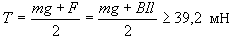 T = (mg + F)/2 = (mg + BIl)/2 ≥ 39,2 мН